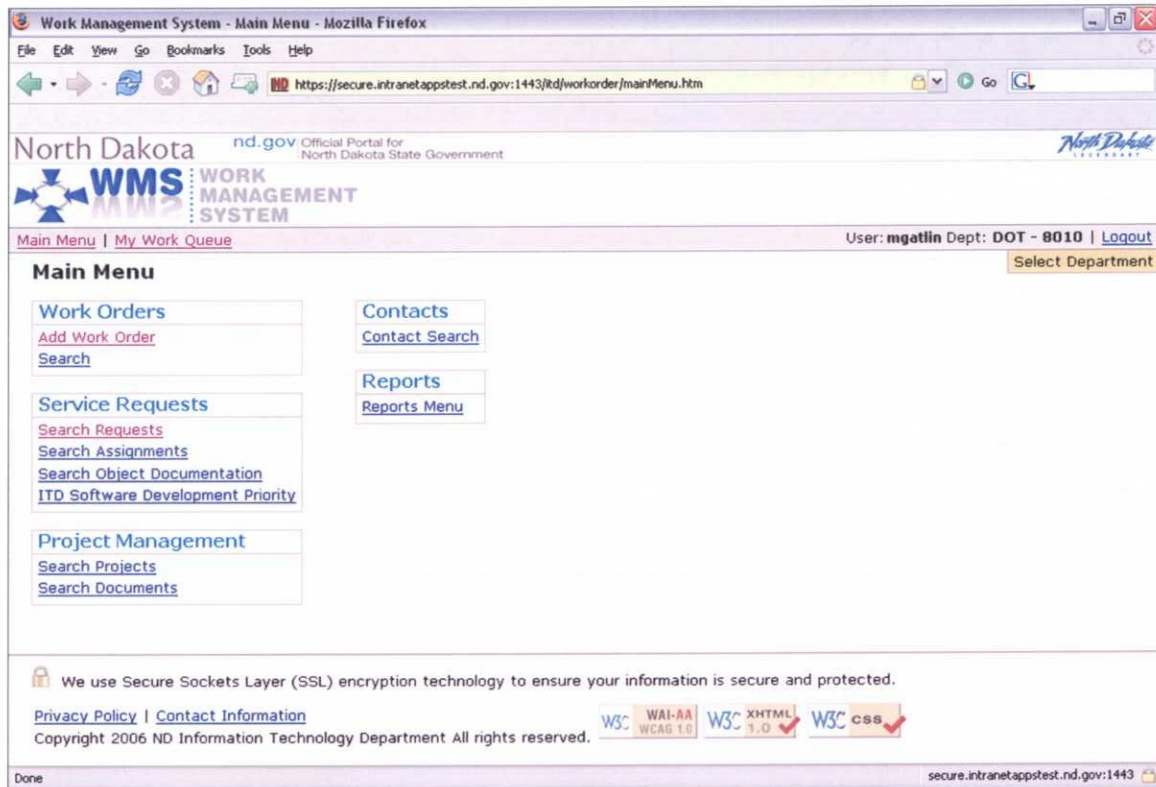 Work Management System - Main Menu - Mozilla Firefox
File Edit View Go Bookmarks Tools Help
ND https://secure.intranetappstest.nd.gov:1443/itd/workorder/mainMenu.htm Go G
North Dakota nd.gov Official Portal for
North Dakota State Government
North Dakota
LEGENDARY
WMS WORK
MANAGEMENT
SYSTEM
Main Menu | My Work Queue User: mgatlin Dept: DOT - 8010 | Logout
Select Department
Main Menu
Work Orders
Add Work Order
Search
Service Requests
Search Requests
Search Assignments
Search Object Documentation
ITD Software Development Priority
Project Management
Search Projects
Search Documents
Contacts
Contact Search
Reports
Reports Menu
We use Secure Sockets Layer (SSL) encryption technology to ensure your information is secure and protected.
Privacy Policy | Contact Information
Copyright 2006 ND Information Technology Department All rights reserved.
W3C WAI-AA
WCAG 1.0
W3C XHTML
1.0
W3C css
Done secure.intranetappstest.nd.gov:1443